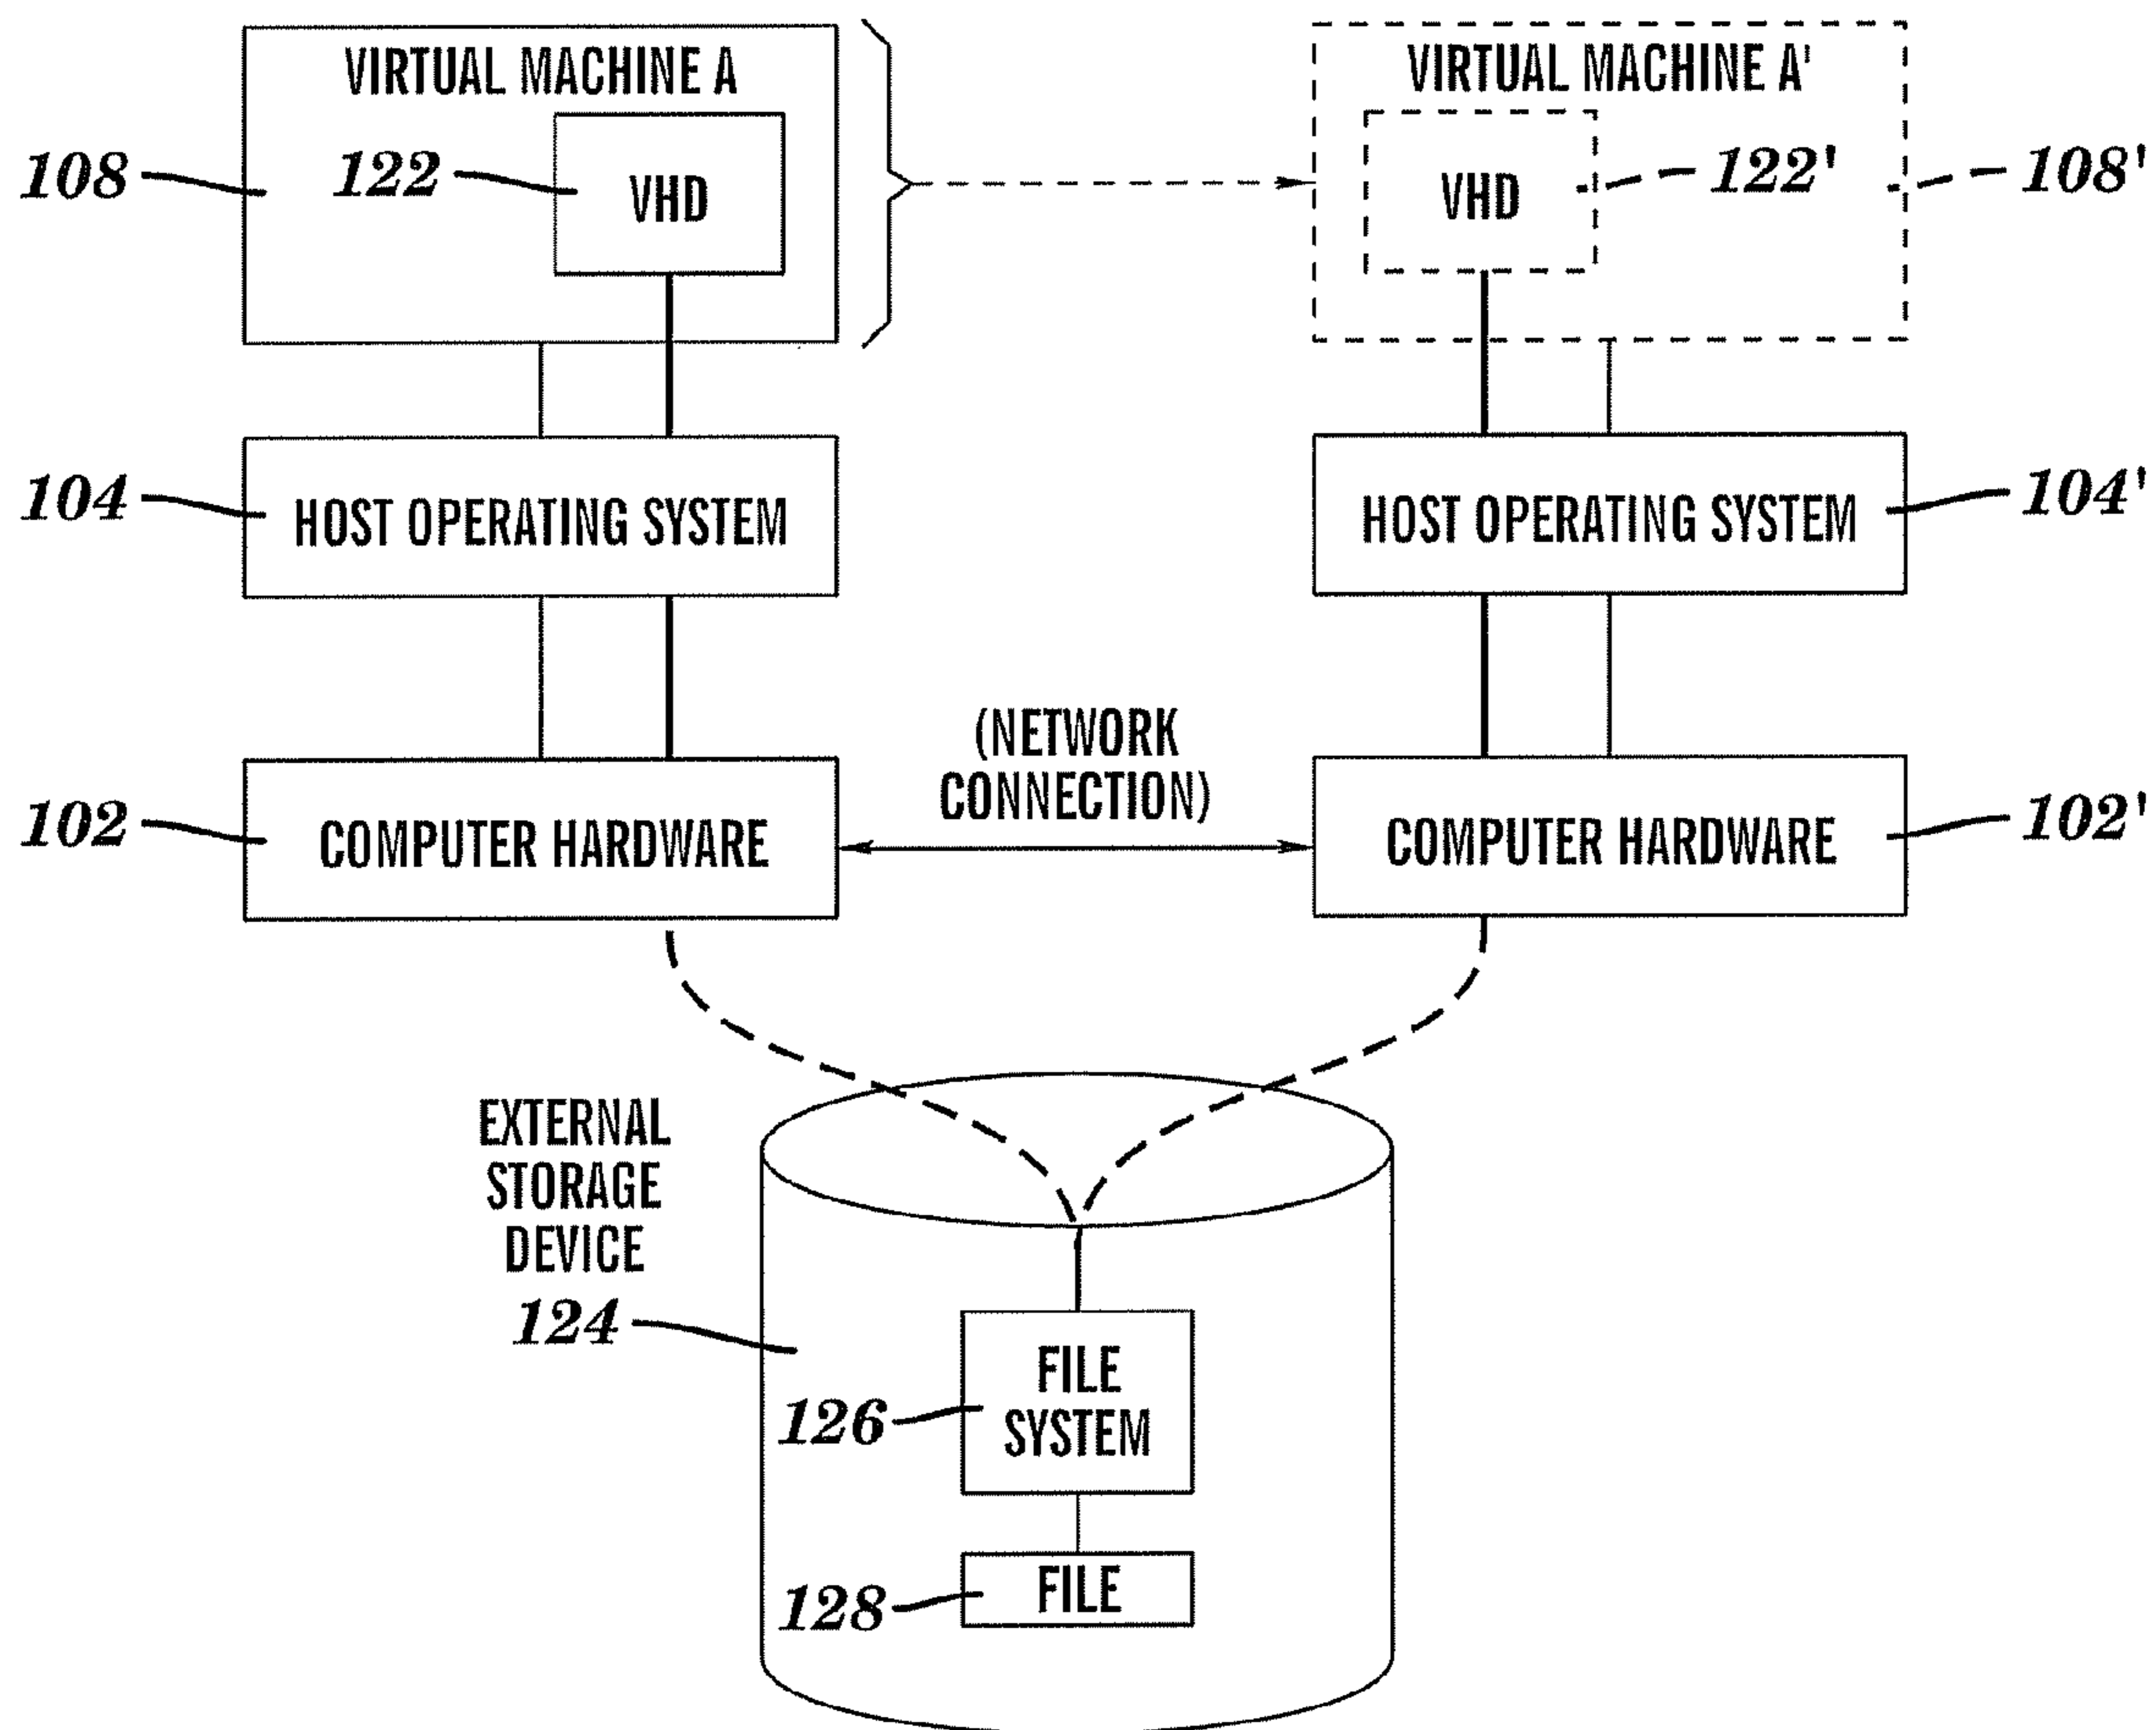 VIRTUAL MACHINE A
VIRTUAL MACHINE A'
108
122
VHD
VHD
122'
108'
104
HOST OPERATING SYSTEM
HOST OPERATING SYSTEM
104'
(NETWORK
CONNECTION)
102
COMPUTER HARDWARE
COMPUTER HARDWARE
102'
EXTERNAL
STORAGE
DEVICE
124
FILE
SYSTEM
126
FILE
128